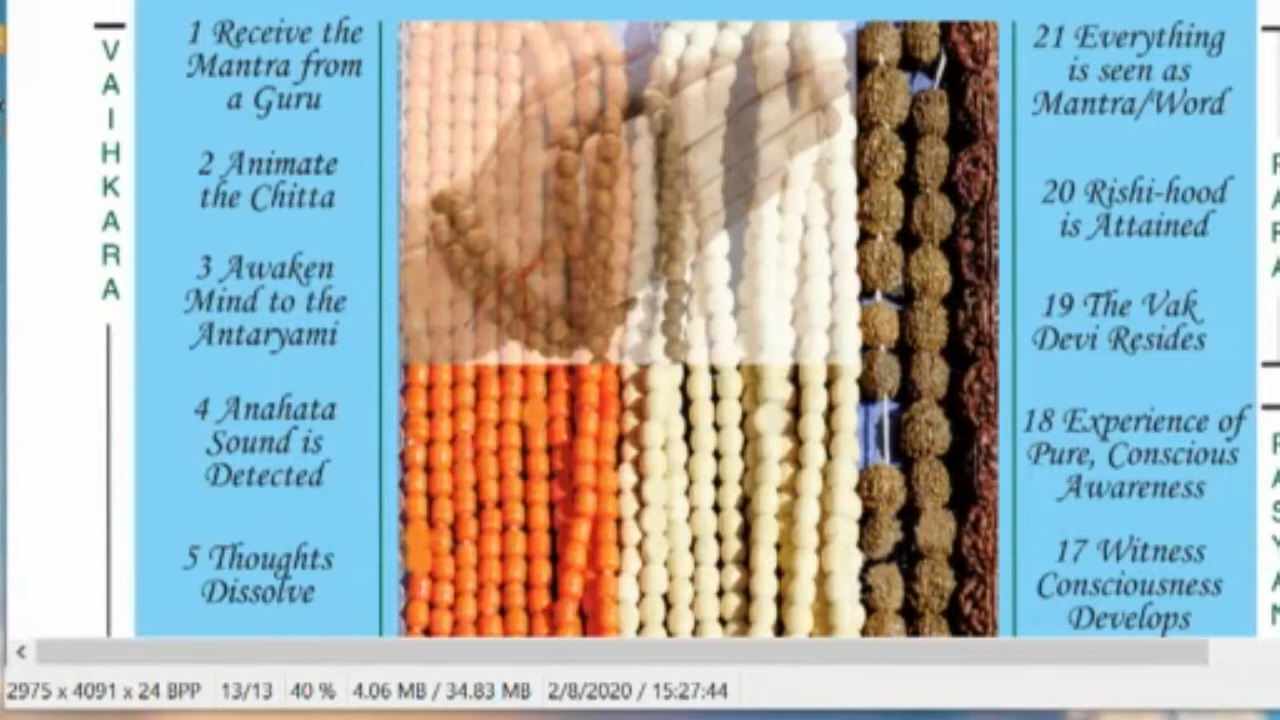 VAIHKARA
1 Receive the
Mantra from
a Guru
2 Animate
the Chitta
3 Awaken
Mind to the
Antaryami
4 Anahata
Sound is
Detected
5 Thoughts
Dissolve
21 Everything
is seen as
Mantra/Word
20 Rishi-hood
is Attained
19 The Vak
Devi Resides
18 Experience of
Pure, Conscious
Awareness
17 Witness
Consciousness
Develops
2975 x 4091 x 24 BPP 13/13 40 % 4.06 MB / 34.83 MB 2/8/2020 / 15:27:44